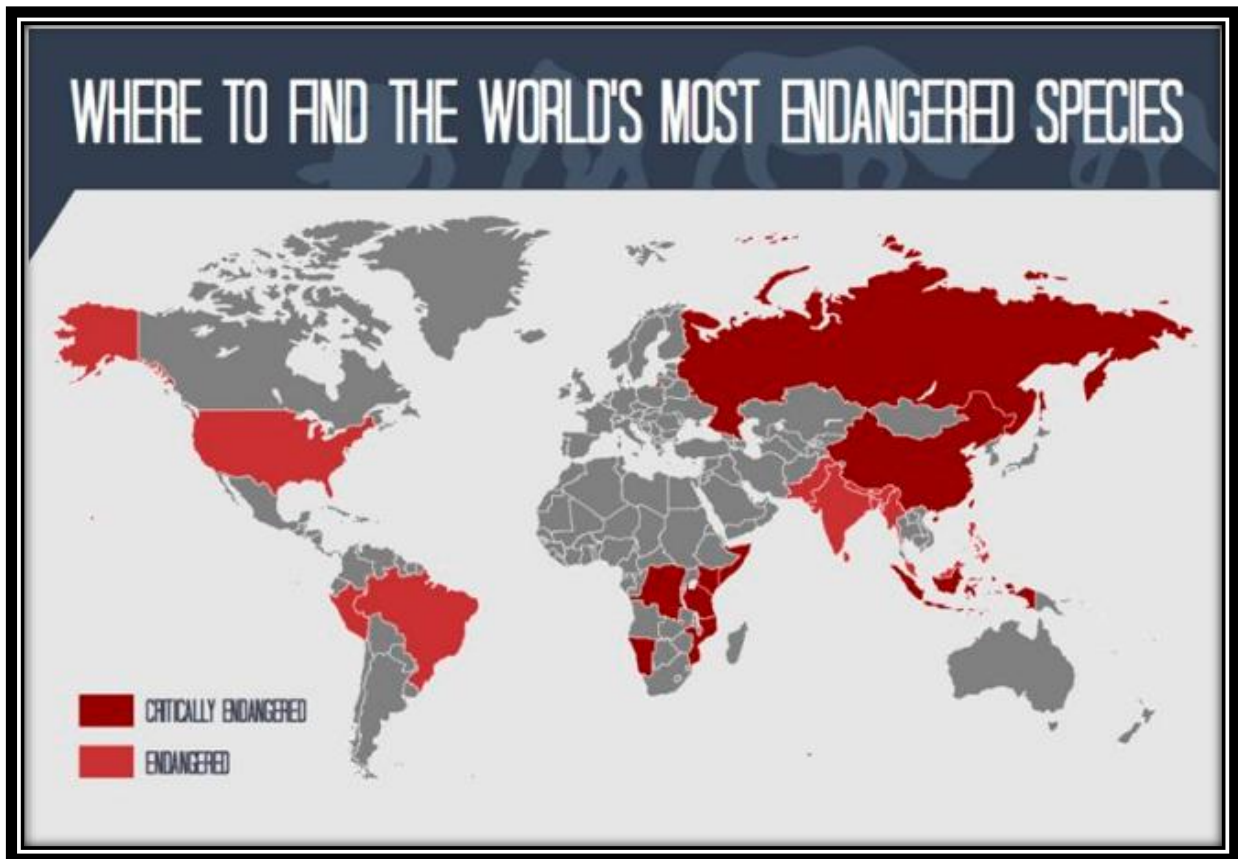 WHERE TO FIND THE WORLD'S MOST ENDANGERED SPECIES
CRITICALLY ENDANGERED
ENDANGERED